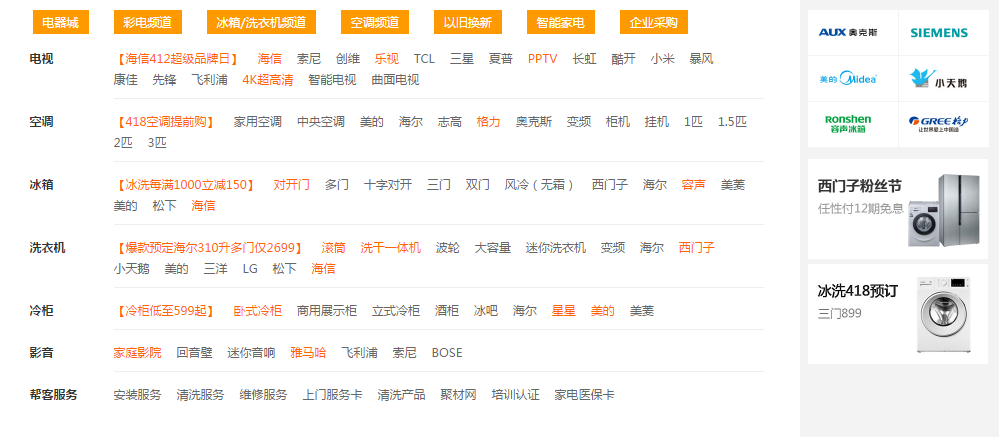 电器城 彩电频道 冰箱/洗衣机频道 空调频道 以旧换新 智能家电 企业采购
电视 【海信412超级品牌日】 海信 索尼 创维 乐视 TCL 三星 夏普 PPTV 长虹 酷开 小米 暴风
康佳 先锋 飞利浦 4K超高清 智能电视 曲面电视
空调 【418空调提前购】 家用空调 中央空调 美的 海尔 志高 格力 奥克斯 变频 柜机 挂机 1匹 1.5匹
2匹 3匹
冰箱 【冰洗每满1000立减150】 对开门 多门 十字对开 三门 双门 风冷（无霜） 西门子 海尔 容声 美菱
美的 松下 海信
洗衣机 【爆款预定海尔310升多门仅2699】 滚筒 洗干一体机 波轮 大容量 迷你洗衣机 变频 海尔 西门子
小天鹅 美的 三洋 LG 松下 海信
冷柜 【冷柜低至599起】 卧式冷柜 商用展示柜 立式冷柜 酒柜 冰吧 海尔 星星 美的 美菱
影音 家庭影院 回音壁 迷你音响 雅马哈 飞利浦 索尼 BOSE
帮客服务 安装服务 清洗服务 维修服务 上门服务卡 清洗产品 聚材网 培训认证 家电医保卡
AUX 奥克斯 SIEMENS
美的 Midea 小天鹅
Ronshen 容声冰箱 GREE 格力 让世界爱上中国造
西门子粉丝节
任性付12期免息
冰洗418预订
三门899